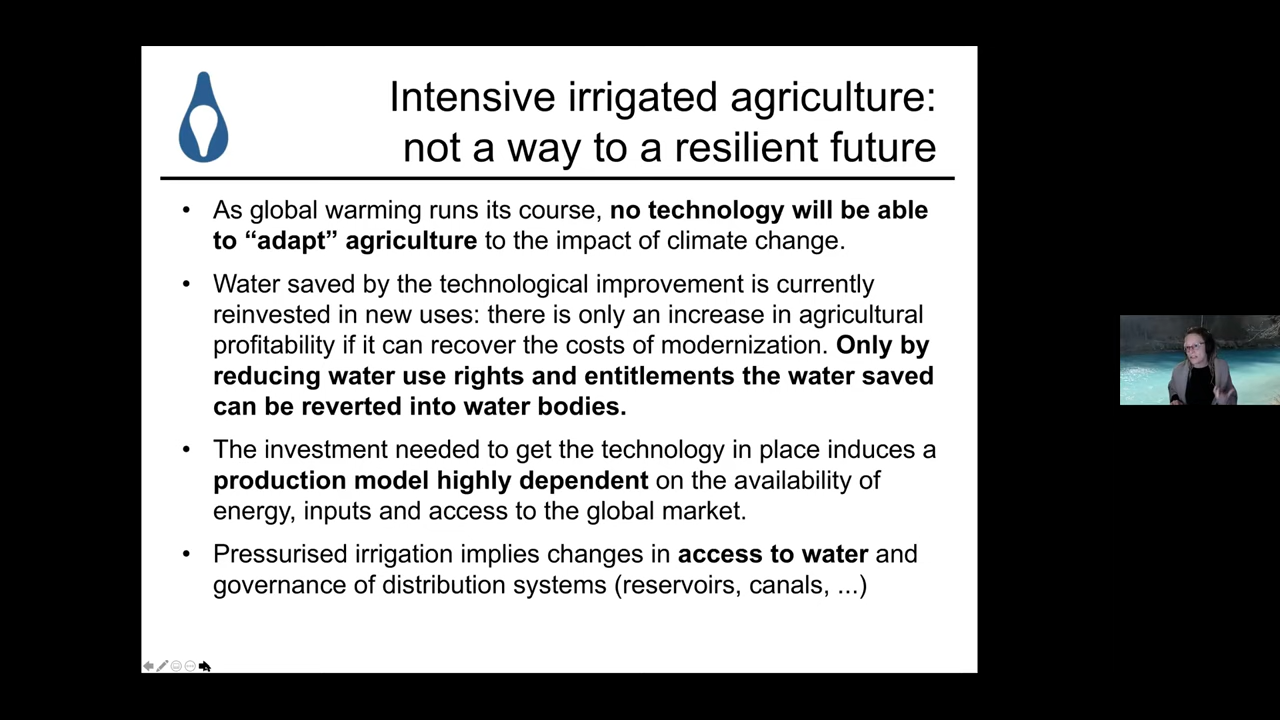 Intensive irrigated agriculture:
not a way to a resilient future
• As global warming runs its course, no technology will be able
to “adapt” agriculture to the impact of climate change.
• Water saved by the technological improvement is currently
reinvested in new uses: there is only an increase in agricultural
profitability if it can recover the costs of modernization. Only by
reducing water use rights and entitlements the water saved
can be reverted into water bodies.
• The investment needed to get the technology in place induces a
production model highly dependent on the availability of
energy, inputs and access to the global market.
• Pressurised irrigation implies changes in access to water and
governance of distribution systems (reservoirs, canals, ...)